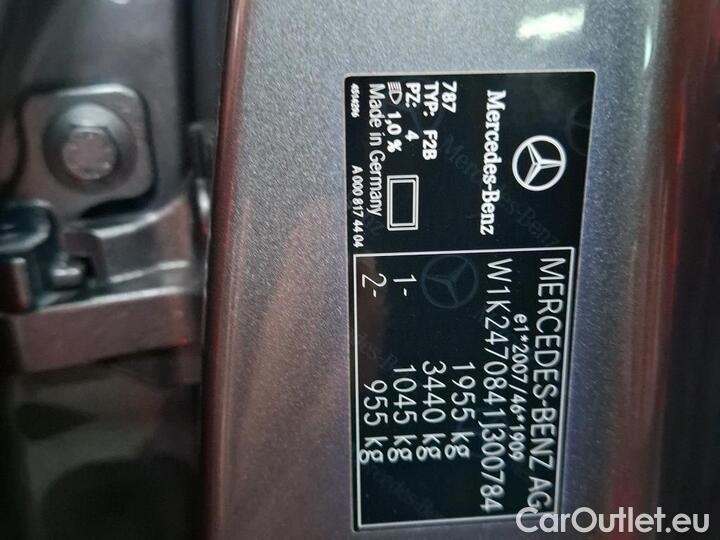 MERCEDES-BENZ AG
e1*2007/46*1909
W1K2470841J300784
1955 kg
3440 kg
1- 1045 kg
2- 955 kg
Mercedes-Benz
787
TYP: F2B
PZ: 4
1,0 %
Made in Germany
4514296
A 000 817 44 04
CarOutlet.eu